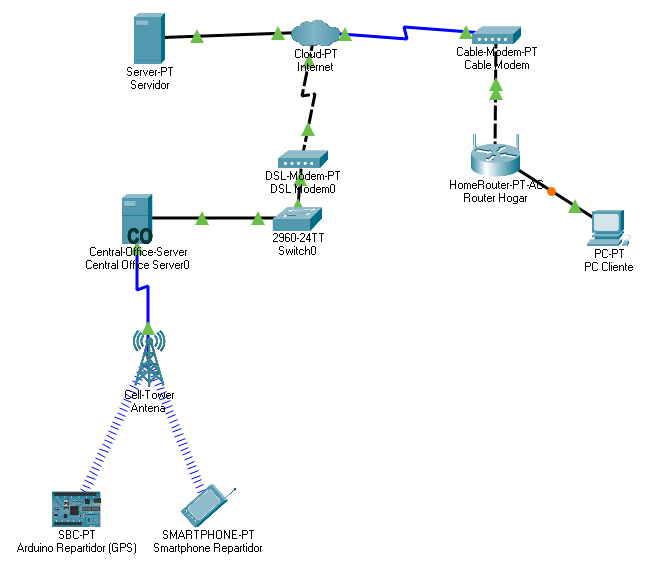 Server-PT
Servidor
Cloud-PT
Internet
Cable-Modem-PT
Cable Modem
DSL-Modem-PT
DSL Modem0
HomeRouter-PT-AC
Router Hogar
PC-PT
PC Cliente
CO
Central-Office-Server
Central Office Server0
2960-24TT
Switch0
Cell-Tower
Antena
SBC-PT
Arduino Repartidor (GPS)
SMARTPHONE-PT
Smartphone Repartidor